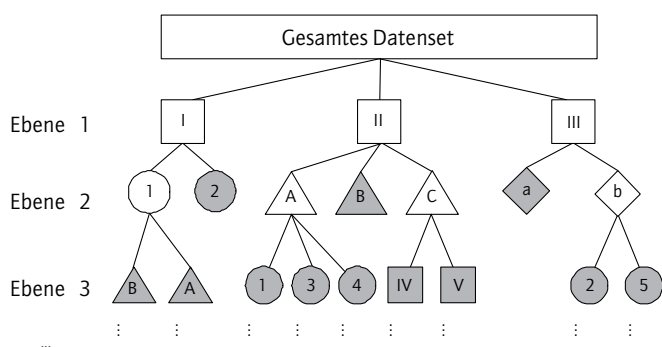 Gesamtes Datenset
Ebene 1
I
II
III
Ebene 2
1
2
A
B
C
a
b
Ebene 3
B
A
1
3
4
IV
V
2
5